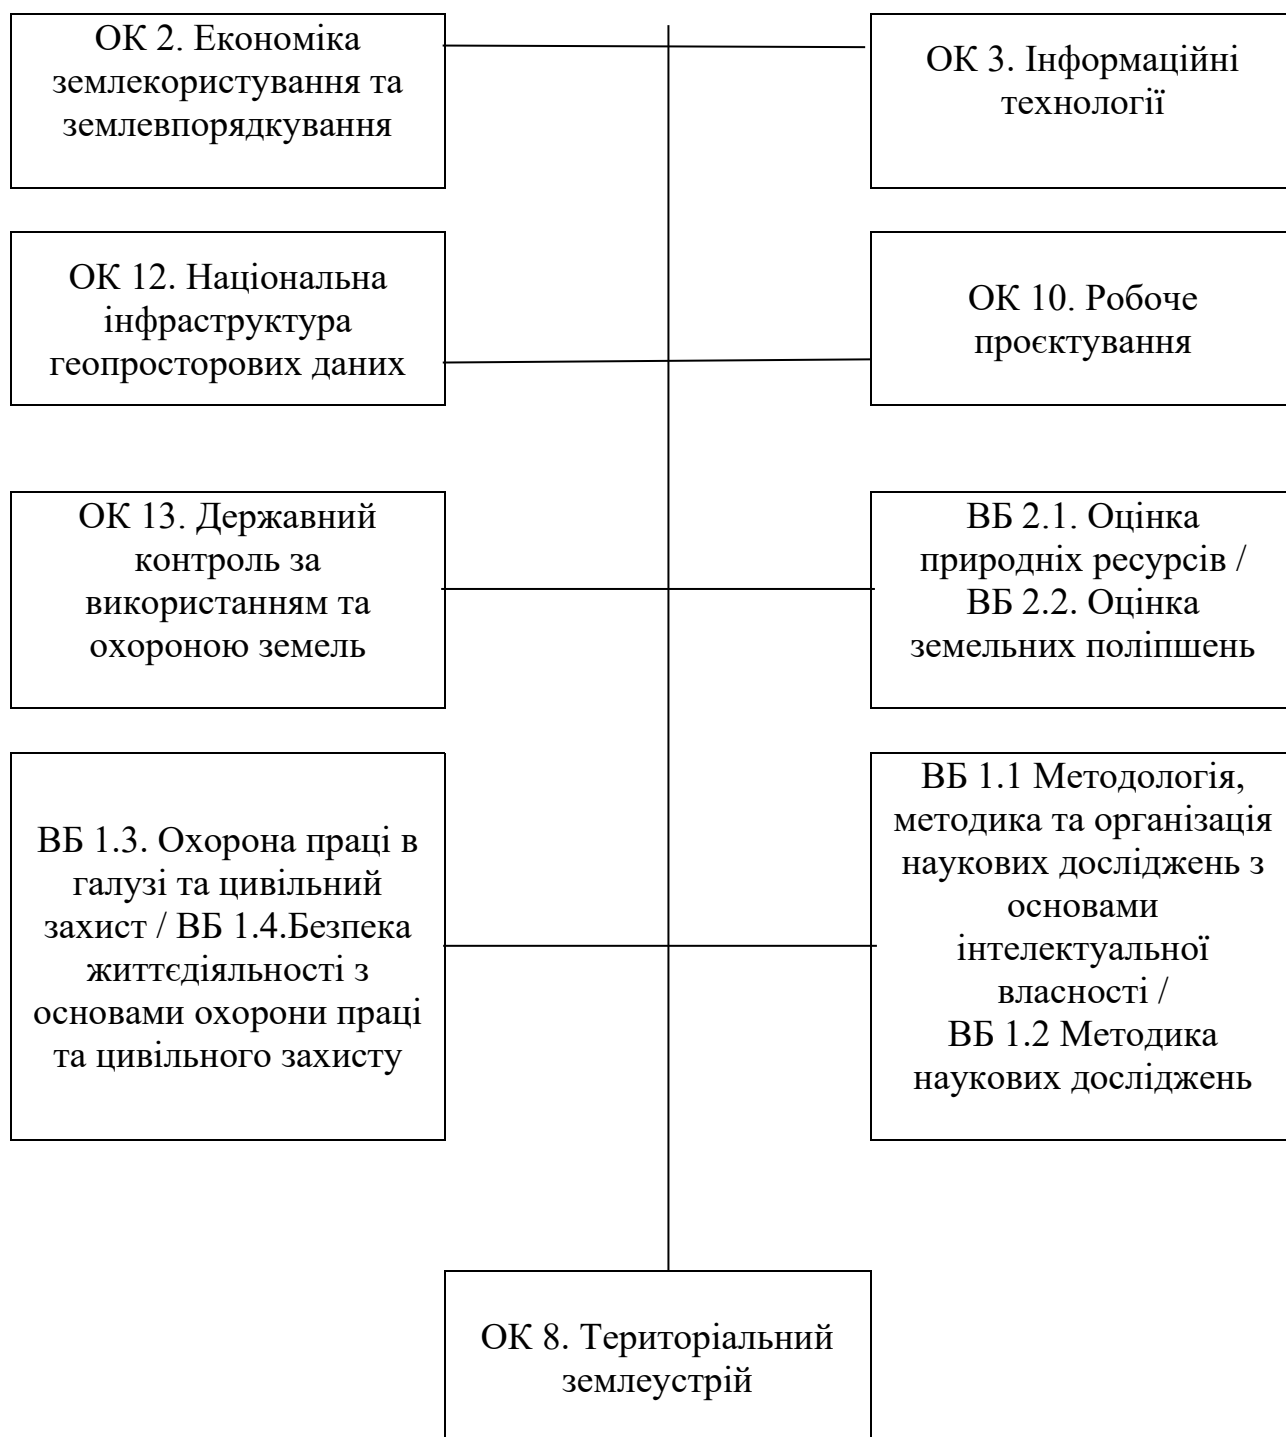 ОК 2. Економіка
землекористування та
землевпорядкування
ОК 3. Інформаційні
технології
ОК 12. Національна
інфраструктура
геопросторових даних
ОК 10. Робоче
проєктування
ОК 13. Державний
контроль за
використанням та
охороною земель
ВБ 2.1. Оцінка
природніх ресурсів /
ВБ 2.2. Оцінка
земельних поліпшень
ВБ 1.3. Охорона праці в
галузі та цивільний
захист / ВБ 1.4.Безпека
життєдіяльності з
основами охорони праці
та цивільного захисту
ВБ 1.1 Методологія,
методика та організація
наукових досліджень з
основами
інтелектуальної
власності /
ВБ 1.2 Методика
наукових досліджень
ОК 8. Територіальний
землеустрій